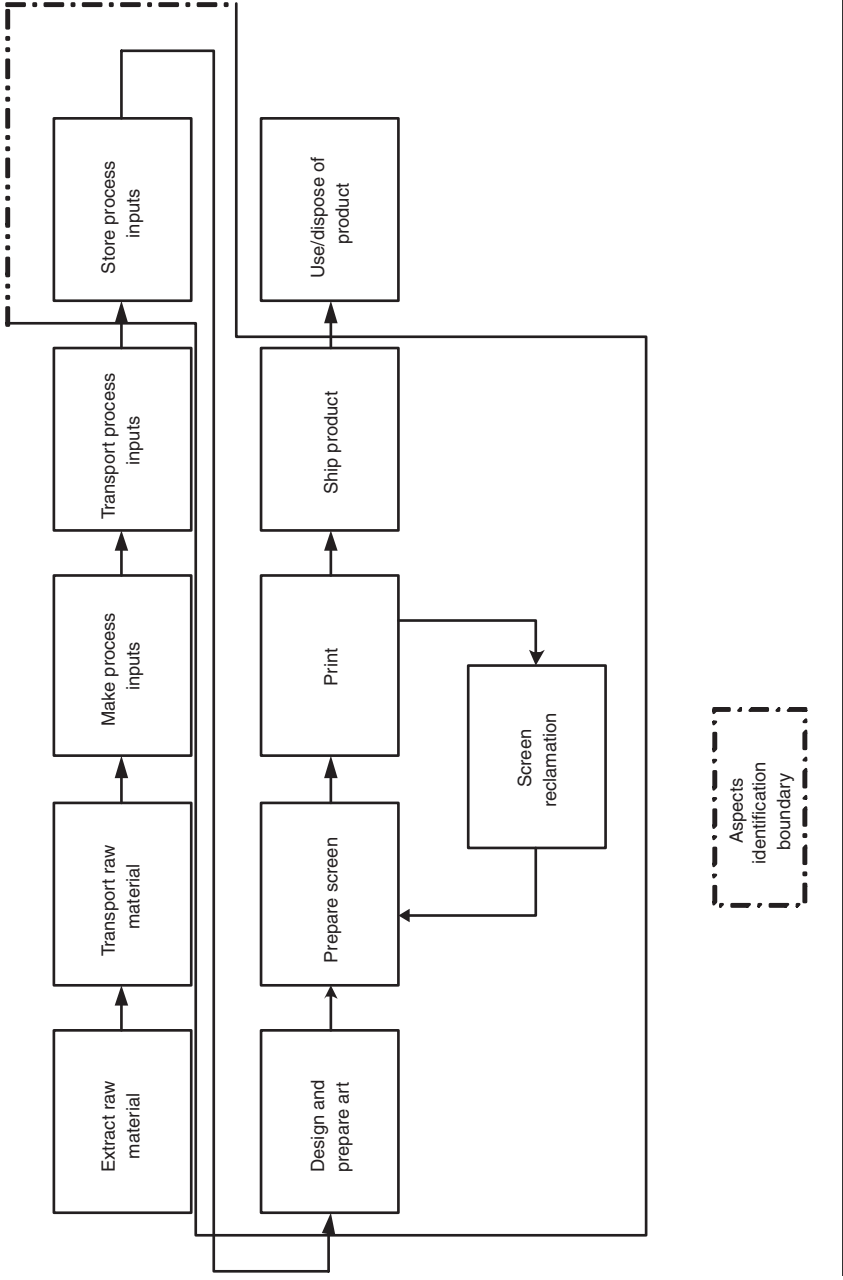 Extract raw
material
Transport raw
material
Make process
inputs
Transport process
inputs
Store process
inputs
Design and
prepare art
Prepare screen
Print
Ship product
Use/dispose of
product
Screen
reclamation
Aspects
identification
boundary